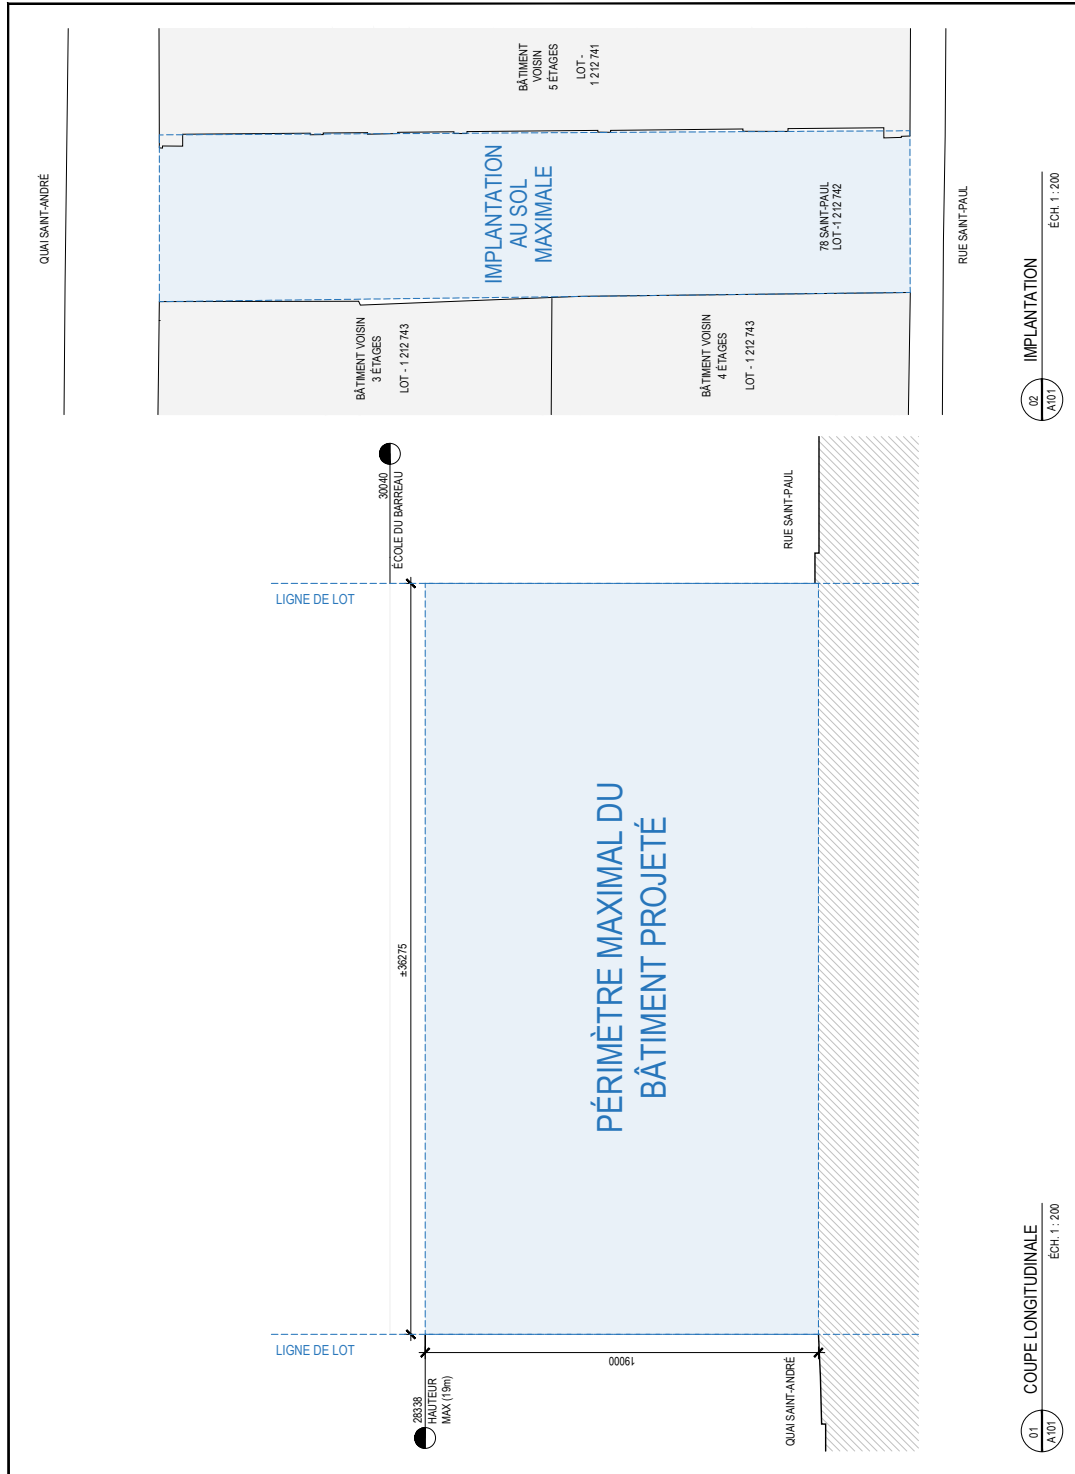 QUAI SAINT-ANDRÉ
BÂTIMENT
VOISIN
5 ÉTAGES
LOT -
1 212 741
IMPLANTATION
AU SOL
MAXIMALE
78 SAINT-PAUL
LOT -1 212 742
RUE SAINT-PAUL
BÂTIMENT VOISIN
3 ÉTAGES
LOT - 1 212 743
BÂTIMENT VOISIN
4 ÉTAGES
LOT - 1 212 743
02
A101
IMPLANTATION
ÉCH. 1 : 200
30040
ÉCOLE DU BARREAU
RUE SAINT-PAUL
LIGNE DE LOT
±36275
PÉRIMÈTRE MAXIMAL DU
BÂTIMENT PROJETÉ
LIGNE DE LOT
19000
28338
HAUTEUR
MAX (19m)
QUAI SAINT-ANDRÉ
01
A101
COUPE LONGITUDINALE
ÉCH. 1 : 200